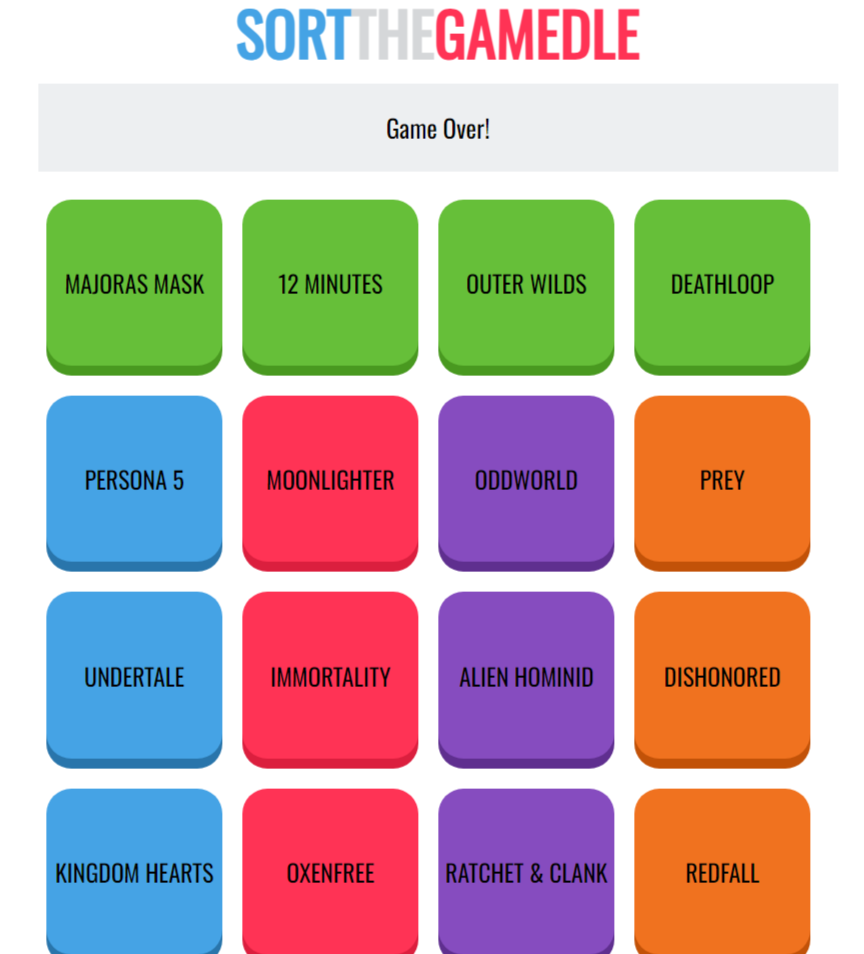 SORTTHEGAMEDLE
Game Over!
MAJORAS MASK
12 MINUTES
OUTER WILDS
DEATHLOOP
PERSONA 5
MOONLIGHTER
ODDWORLD
PREY
UNDERTALE
IMMORTALITY
ALIEN HOMINID
DISHONORED
KINGDOM HEARTS
OXENFREE
RATCHET & CLANK
REDFALL